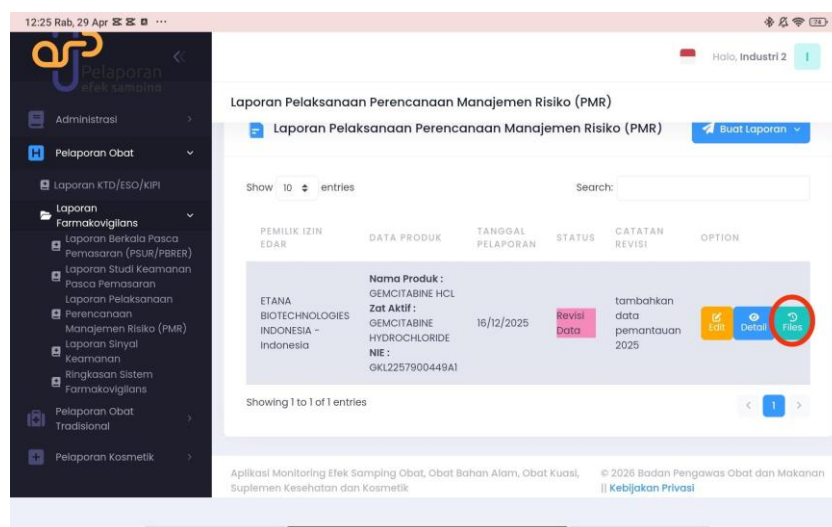 12:25 Rab, 29 Apr
74
Pelaporan
efek samping
Halo, Industri 2
I
Administrasi
Pelaporan Obat
Laporan KTD/ESO/KIPI
Laporan
Farmakovigilans
Laporan Berkala Pasca
Pemasaran (PSUR/PBRER)
Laporan Studi Keamanan
Pasca Pemasaran
Laporan Pelaksanaan
Perencanaan
Manajemen Risiko (PMR)
Laporan Sinyal
Keamanan
Ringkasan Sistem
Farmakovigilans
Pelaporan Obat
Tradisional
Pelaporan Kosmetik
Laporan Pelaksanaan Perencanaan Manajemen Risiko (PMR)
Laporan Pelaksanaan Perencanaan Manajemen Risiko (PMR)
Buat Laporan
Show 10 entries
Search:
PEMILIK IZIN
EDAR
DATA PRODUK
TANGGAL
PELAPORAN
STATUS
CATATAN
REVISI
OPTION
ETANA
BIOTECHNOLOGIES
INDONESIA -
Indonesia
Nama Produk :
GEMCITABINE HCL
Zat Aktif :
GEMCITABINE
HYDROCHLORIDE
NIE :
GKL2257900449A1
16/12/2025
Revisi
Data
tambahkan
data
pemantauan
2025
Edit
Detail
Files
Showing 1 to 1 of 1 entries
1
Aplikasi Monitoring Efek Samping Obat, Obat Bahan Alam, Obat Kuasi,
Suplemen Kesehatan dan Kosmetik
© 2026 Badan Pengawas Obat dan Makanan
|| Kebijakan Privasi